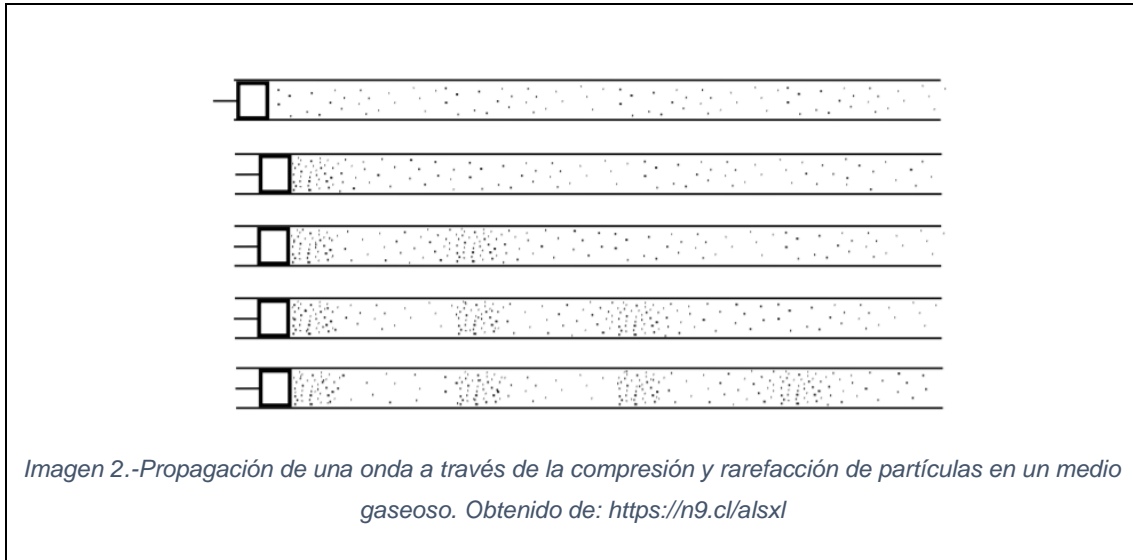 Imagen 2.-Propagación de una onda a través de la compresión y rarefacción de partículas en un medio
gaseoso. Obtenido de: https://n9.cl/alsxl